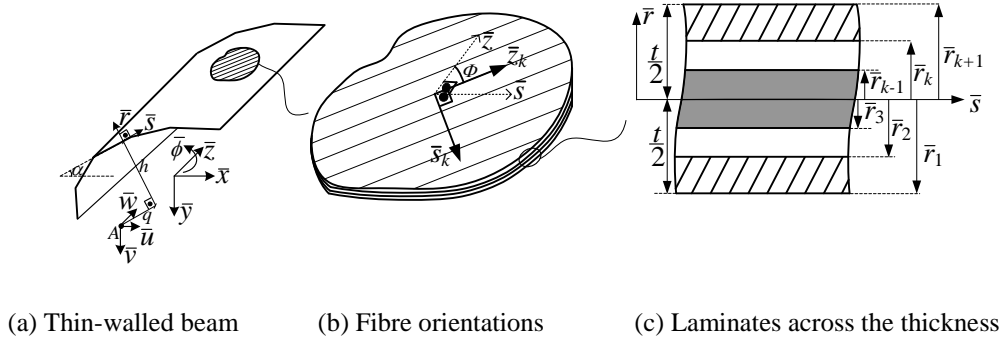 r̄ s̄ α h ϕ̄ z̄ x̄ ȳ w̄ q A ū v̄
z̄ Φ z̄ₖ s̄ s̄ₖ
r̄ t/2 t/2 r̄ₖ₊₁ r̄ₖ r̄ₖ₋₁ s̄ r̄₃ r̄₂ r̄₁
(a) Thin-walled beam
(b) Fibre orientations
(c) Laminates across the thickness